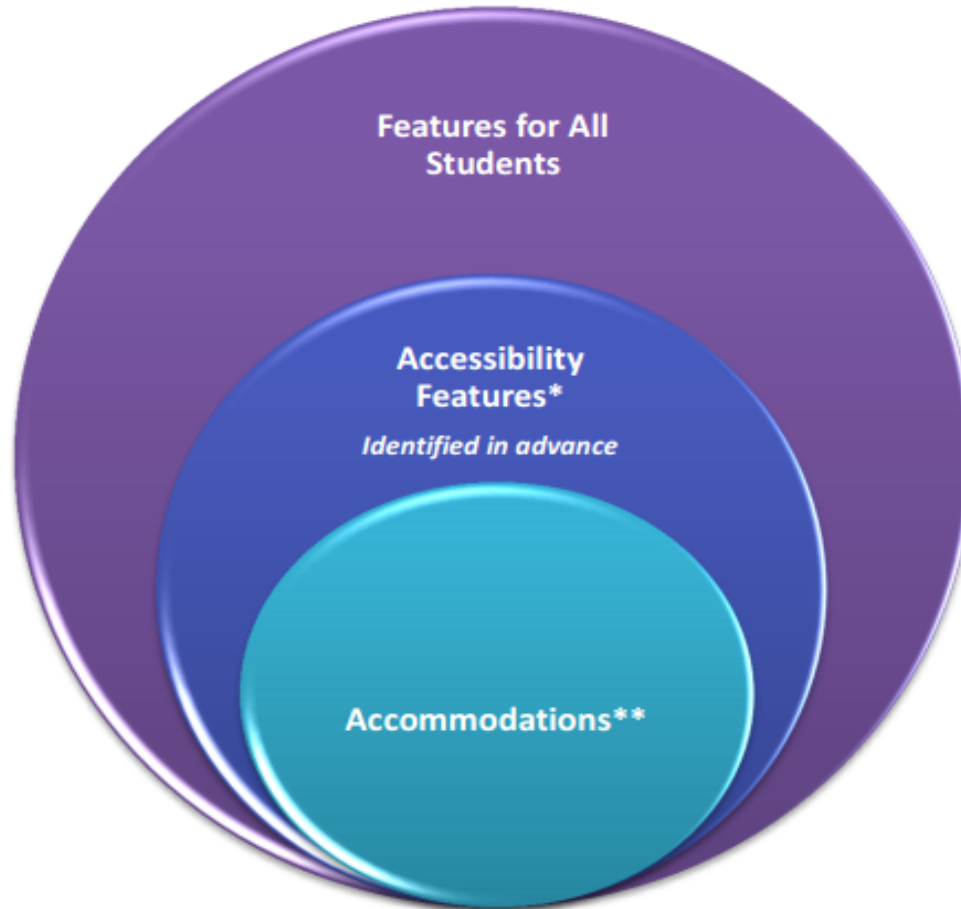 Features for All
Students
Accessibility
Features*
Identified in advance
Accommodations**